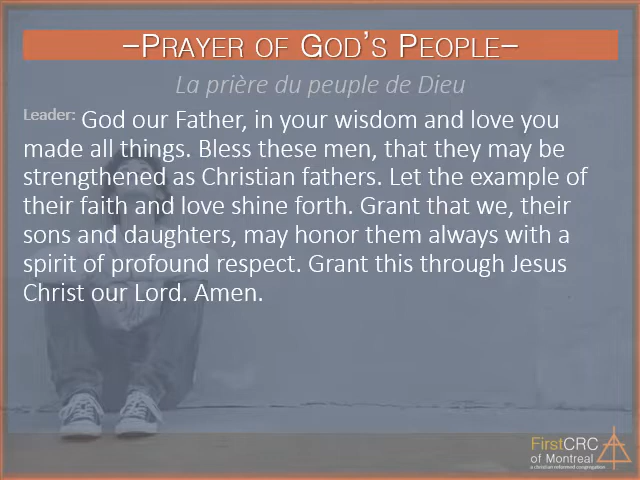 –PRAYER OF GOD'S PEOPLE–
La prière du peuple de Dieu
Leader: God our Father, in your wisdom and love you
made all things. Bless these men, that they may be
strengthened as Christian fathers. Let the example of
their faith and love shine forth. Grant that we, their
sons and daughters, may honor them always with a
spirit of profound respect. Grant this through Jesus
Christ our Lord. Amen.
FirstCRC
of Montreal
a christian reformed congregation